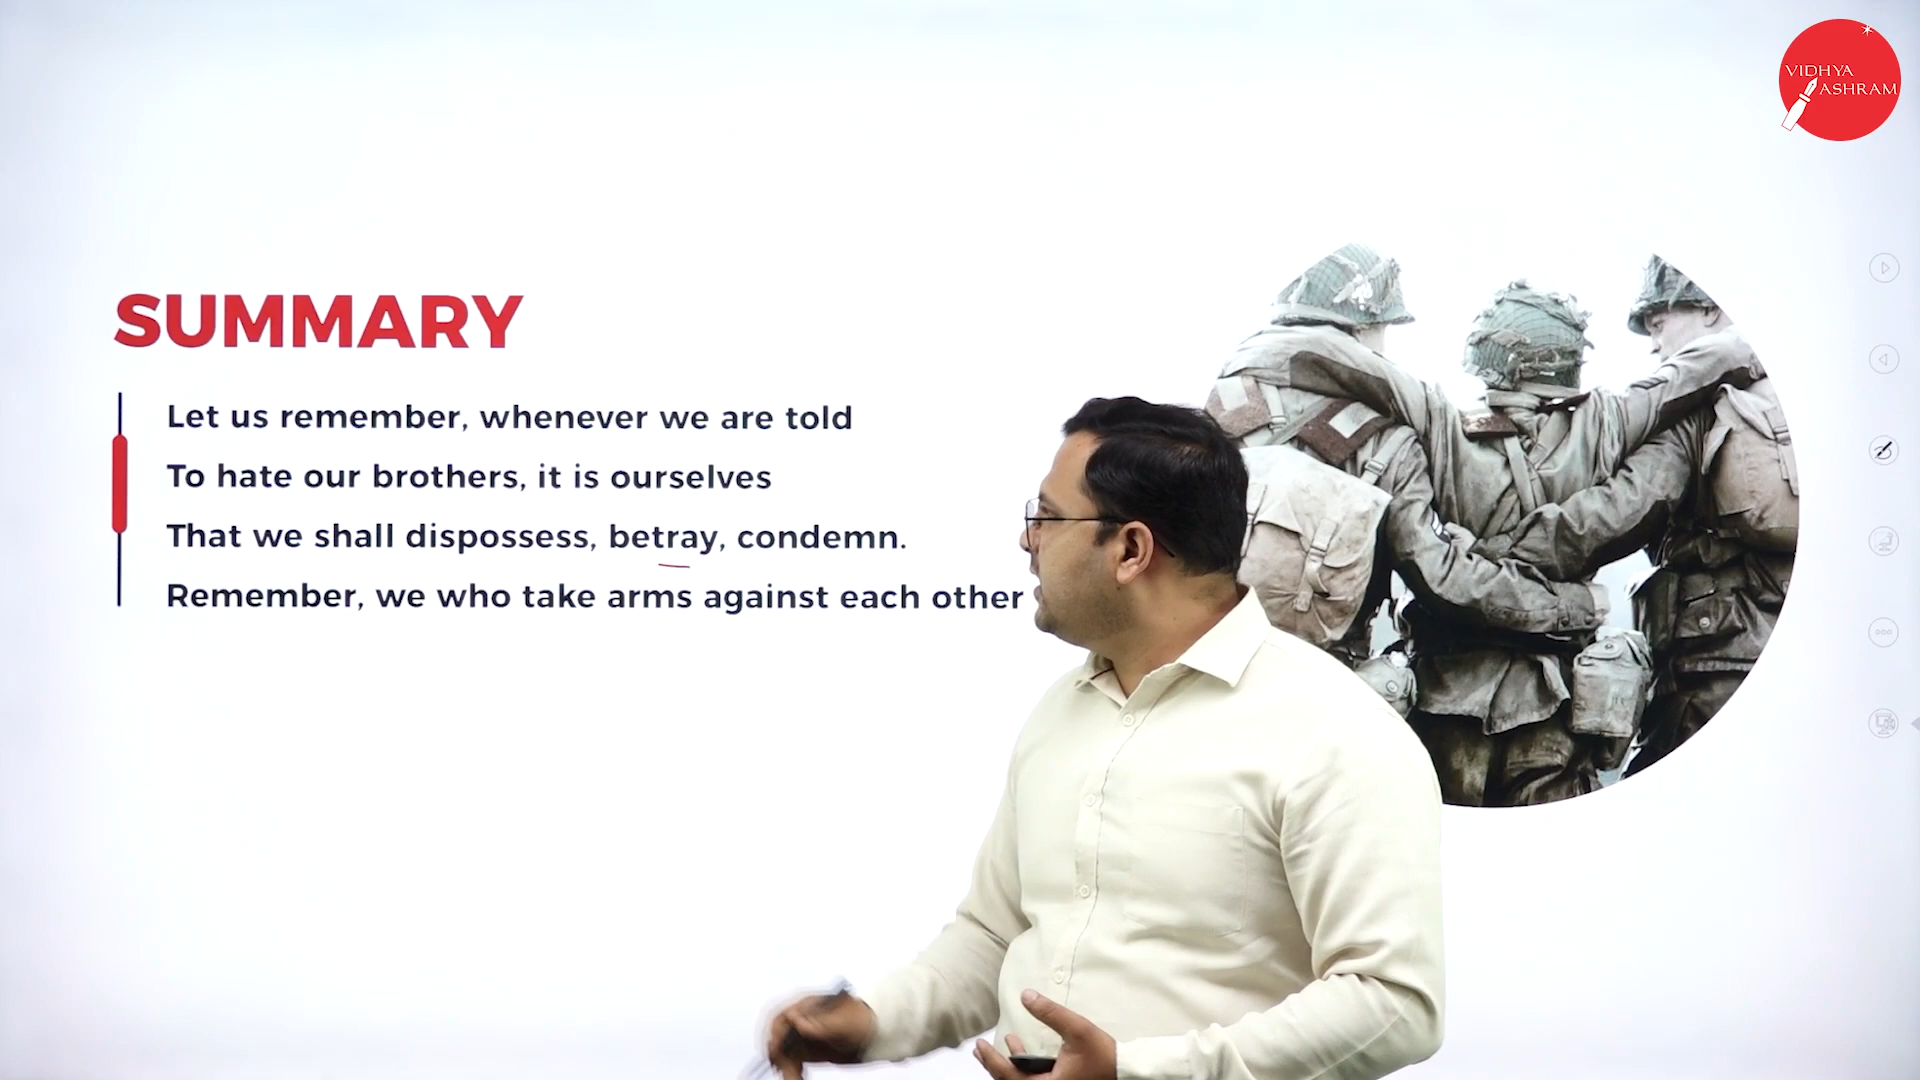 VIDHYA
ASHRAM
SUMMARY
Let us remember, whenever we are told
To hate our brothers, it is ourselves
That we shall dispossess, betray, condemn.
Remember, we who take arms against each other